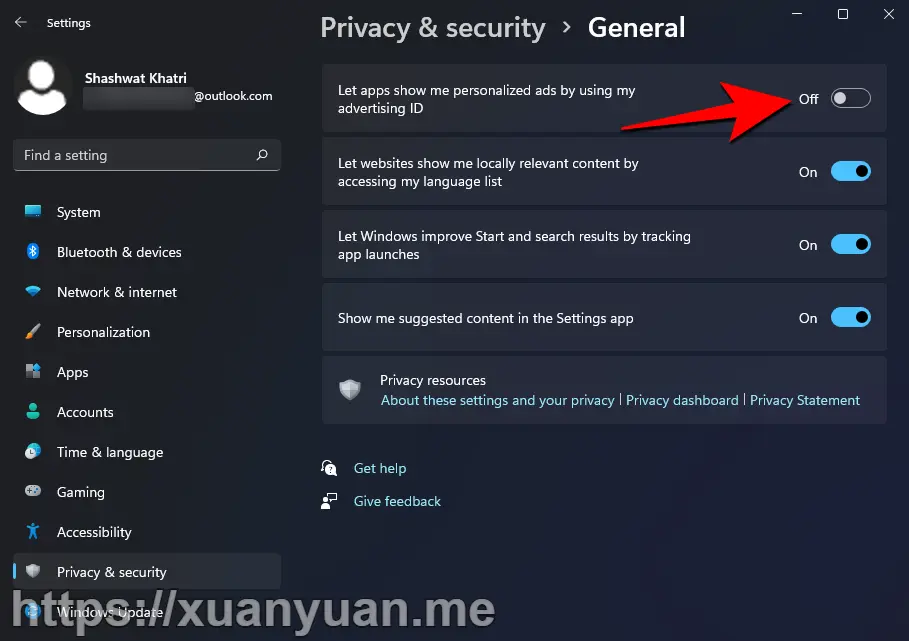 Settings
Privacy & security › General
Shashwat Khatri
@outlook.com
Find a setting
System
Bluetooth & devices
Network & internet
Personalization
Apps
Accounts
Time & language
Gaming
Accessibility
Privacy & security
Windows Update
Let apps show me personalized ads by using my
advertising ID
Off
Let websites show me locally relevant content by
accessing my language list
On
Let Windows improve Start and search results by tracking
app launches
On
Show me suggested content in the Settings app
On
Privacy resources
About these settings and your privacy | Privacy dashboard | Privacy Statement
Get help
Give feedback
https://xuanyuan.me